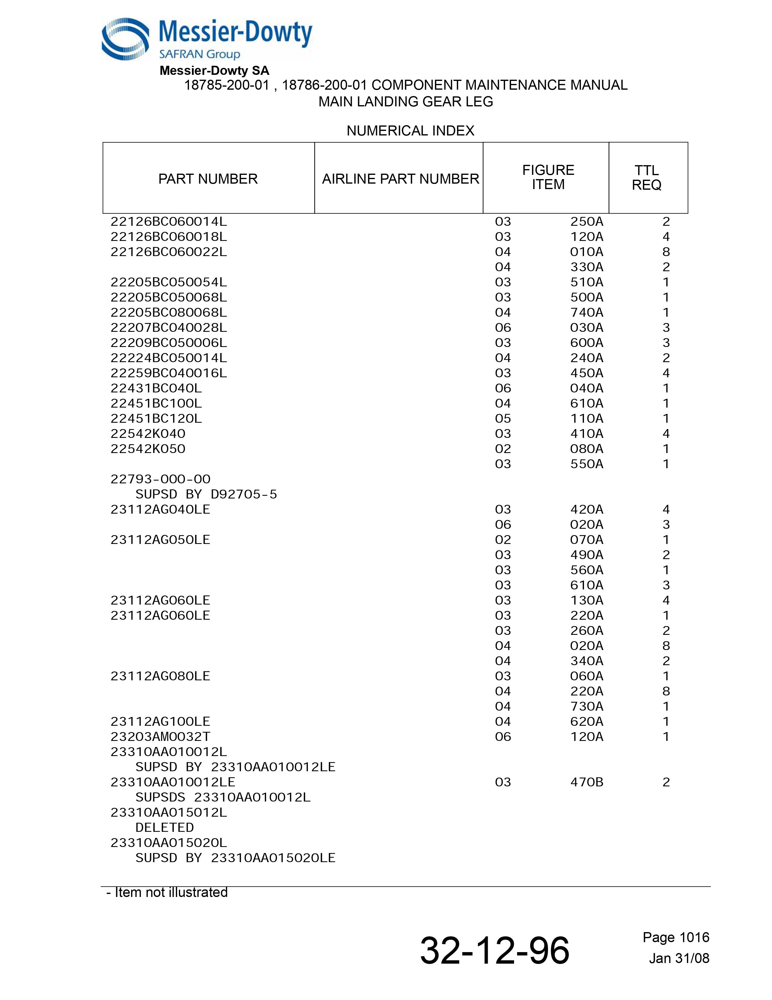 Messier-Dowty
SAFRAN Group
Messier-Dowty SA
18785-200-01 , 18786-200-01 COMPONENT MAINTENANCE MANUAL
MAIN LANDING GEAR LEG
NUMERICAL INDEX
PART NUMBER AIRLINE PART NUMBER FIGURE ITEM TTL REQ
22126BC060014L 03 250A 2
22126BC060018L 03 120A 4
22126BC060022L 04 010A 8
04 330A 2
22205BC050054L 03 510A 1
22205BC050068L 03 500A 1
22205BC080068L 04 740A 1
22207BC040028L 06 030A 3
22209BC050006L 03 600A 3
22224BC050014L 04 240A 2
22259BC040016L 03 450A 4
22431BC040L 06 040A 1
22451BC100L 04 610A 1
22451BC120L 05 110A 1
22542K040 03 410A 4
22542K050 02 080A 1
03 550A 1
22793-000-00
SUPSD BY D92705-5
23112AG040LE 03 420A 4
06 020A 3
23112AG050LE 02 070A 1
03 490A 2
03 560A 1
03 610A 3
23112AG060LE 03 130A 4
23112AG060LE 03 220A 1
03 260A 2
04 020A 8
04 340A 2
23112AG080LE 03 060A 1
04 220A 8
04 730A 1
23112AG100LE 04 620A 1
23203AM0032T 06 120A 1
23310AA010012L
SUPSD BY 23310AA010012LE
23310AA010012LE 03 470B 2
SUPSDS 23310AA010012L
23310AA015012L
DELETED
23310AA015020L
SUPSD BY 23310AA015020LE
- Item not illustrated
32-12-96
Page 1016
Jan 31/08